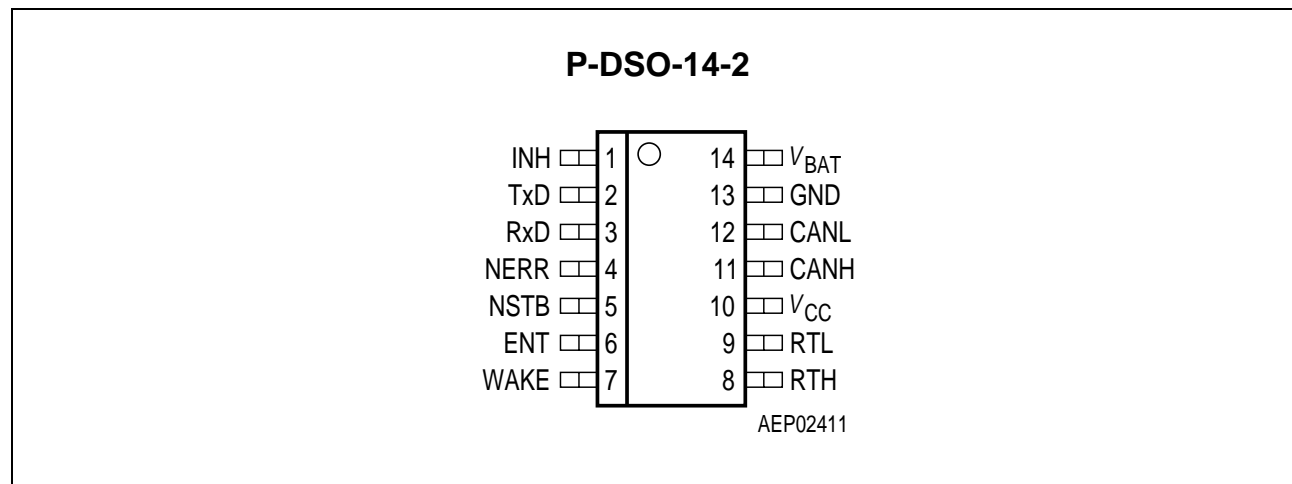 P-DSO-14-2
INH 1 14 VBAT
TxD 2 13 GND
RxD 3 12 CANL
NERR 4 11 CANH
NSTB 5 10 VCC
ENT 6 9 RTL
WAKE 7 8 RTH
AEP02411